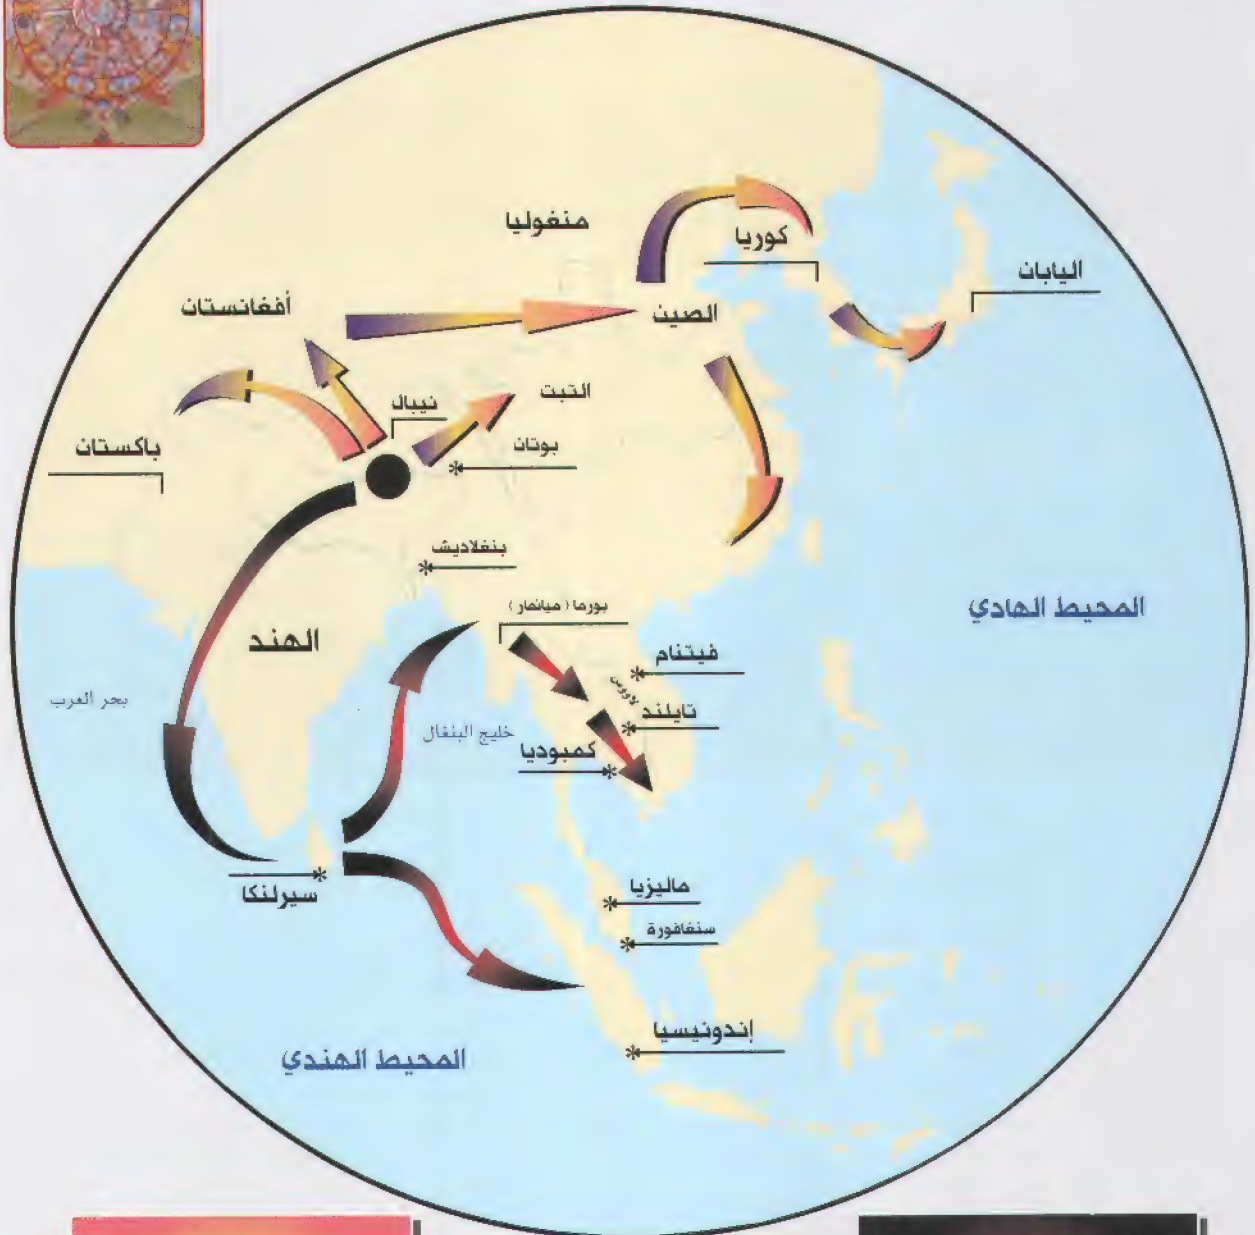 منغوليا
كوريا
اليابان
أفغانستان
الصين
التبت
نيبال
باكستان
بوتان
بنغلاديش
بورما (ميانمار)
المحيط الهادي
الهند
فيتنام
لاووس
بحر العرب
تايلند
خليج البنغال
كمبوديا
سيرلنكا
ماليزيا
سنغافورة
إندونيسيا
المحيط الهندي